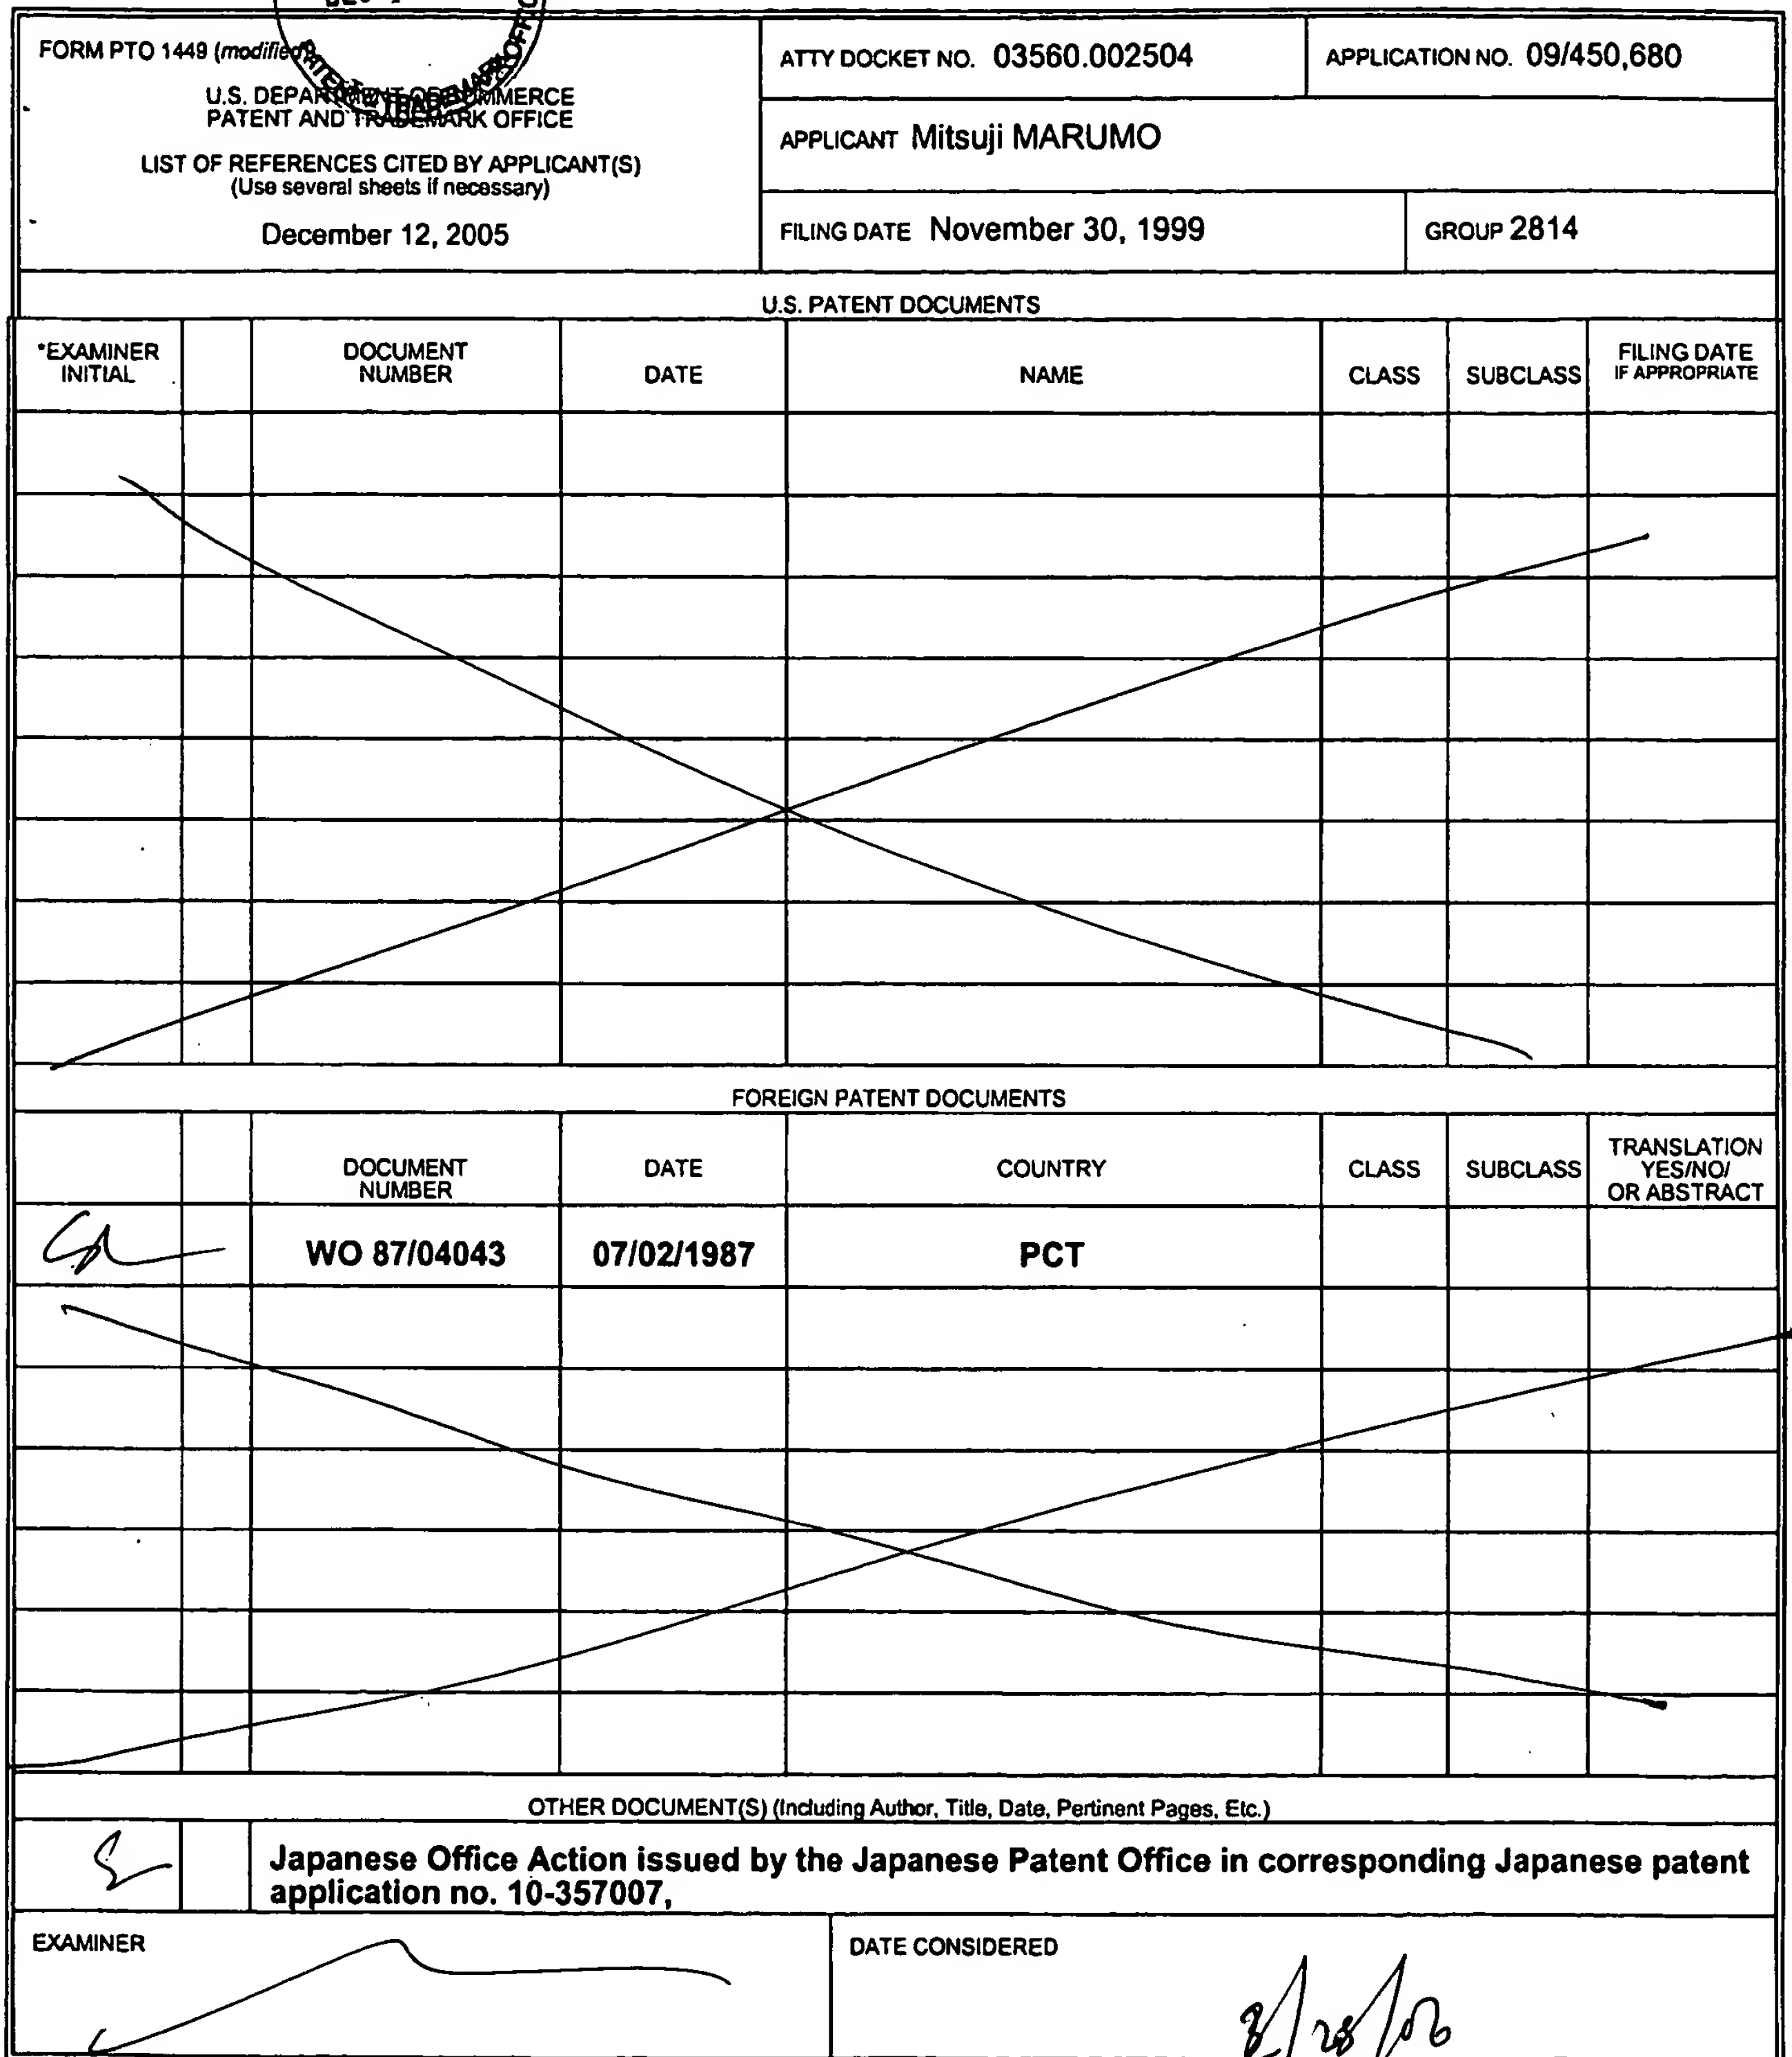 FORM PTO 1449 (modified)
U.S. DEPARTMENT OF COMMERCE
PATENT AND TRADEMARK OFFICE
LIST OF REFERENCES CITED BY APPLICANT(S)
(Use several sheets if necessary)
December 12, 2005
ATTY DOCKET NO. 03560.002504
APPLICATION NO. 09/450,680
APPLICANT Mitsuji MARUMO
FILING DATE November 30, 1999
GROUP 2814
U.S. PATENT DOCUMENTS
*EXAMINER
INITIAL
DOCUMENT
NUMBER
DATE
NAME
CLASS
SUBCLASS
FILING DATE
IF APPROPRIATE
FOREIGN PATENT DOCUMENTS
DOCUMENT
NUMBER
DATE
COUNTRY
CLASS
SUBCLASS
TRANSLATION
YES/NO/
OR ABSTRACT
WO 87/04043
07/02/1987
PCT
OTHER DOCUMENT(S) (Including Author, Title, Date, Pertinent Pages, Etc.)
Japanese Office Action issued by the Japanese Patent Office in corresponding Japanese patent
application no. 10-357007,
EXAMINER
DATE CONSIDERED